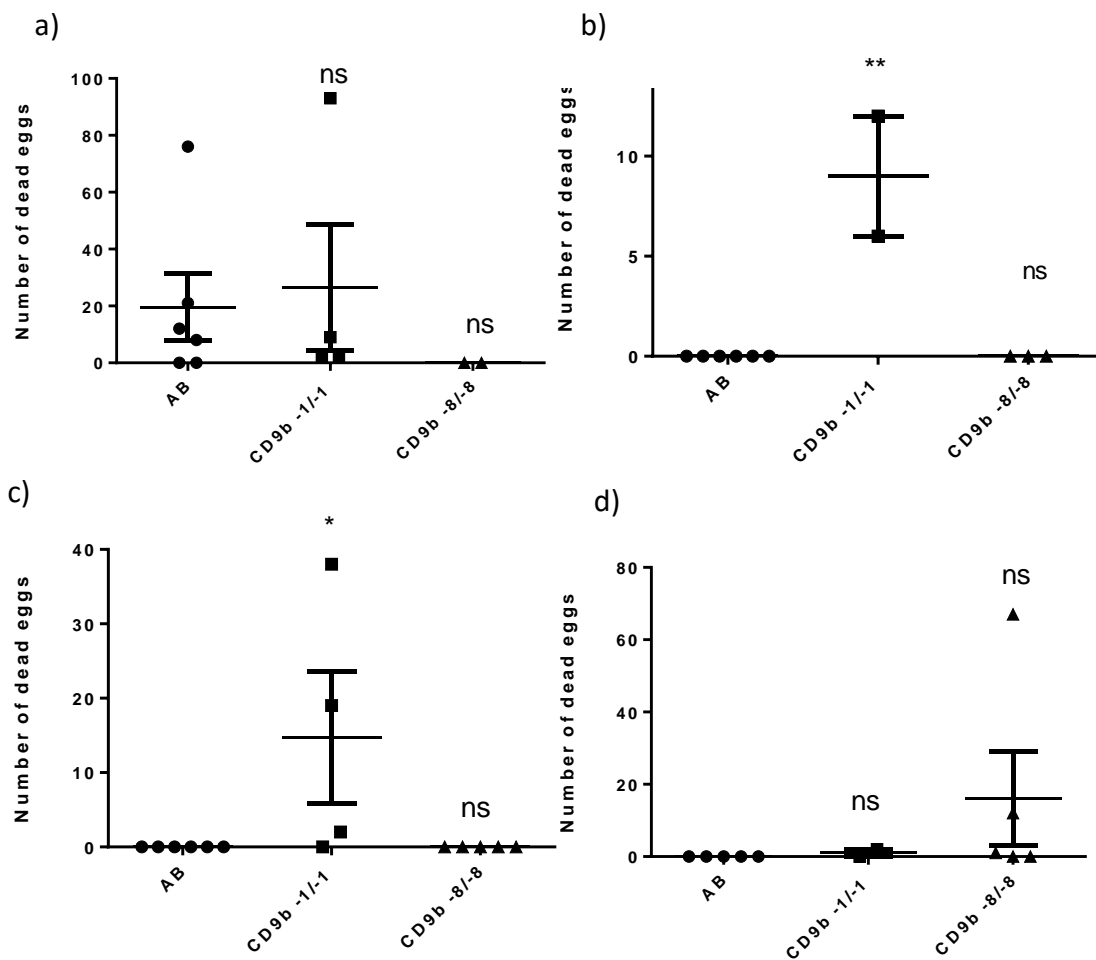 a)
ns
ns
100
80
60
40
20
0
Number of dead eggs
AB
CD9b -1/-1
CD9b -8/-8
b)
**
ns
10
5
0
Number of dead eggs
AB
CD9b -1/-1
CD9b -8/-8
c)
*
ns
40
30
20
10
0
Number of dead eggs
AB
CD9b -1/-1
CD9b -8/-8
d)
ns
ns
80
60
40
20
0
Number of dead eggs
AB
CD9b -1/-1
CD9b -8/-8